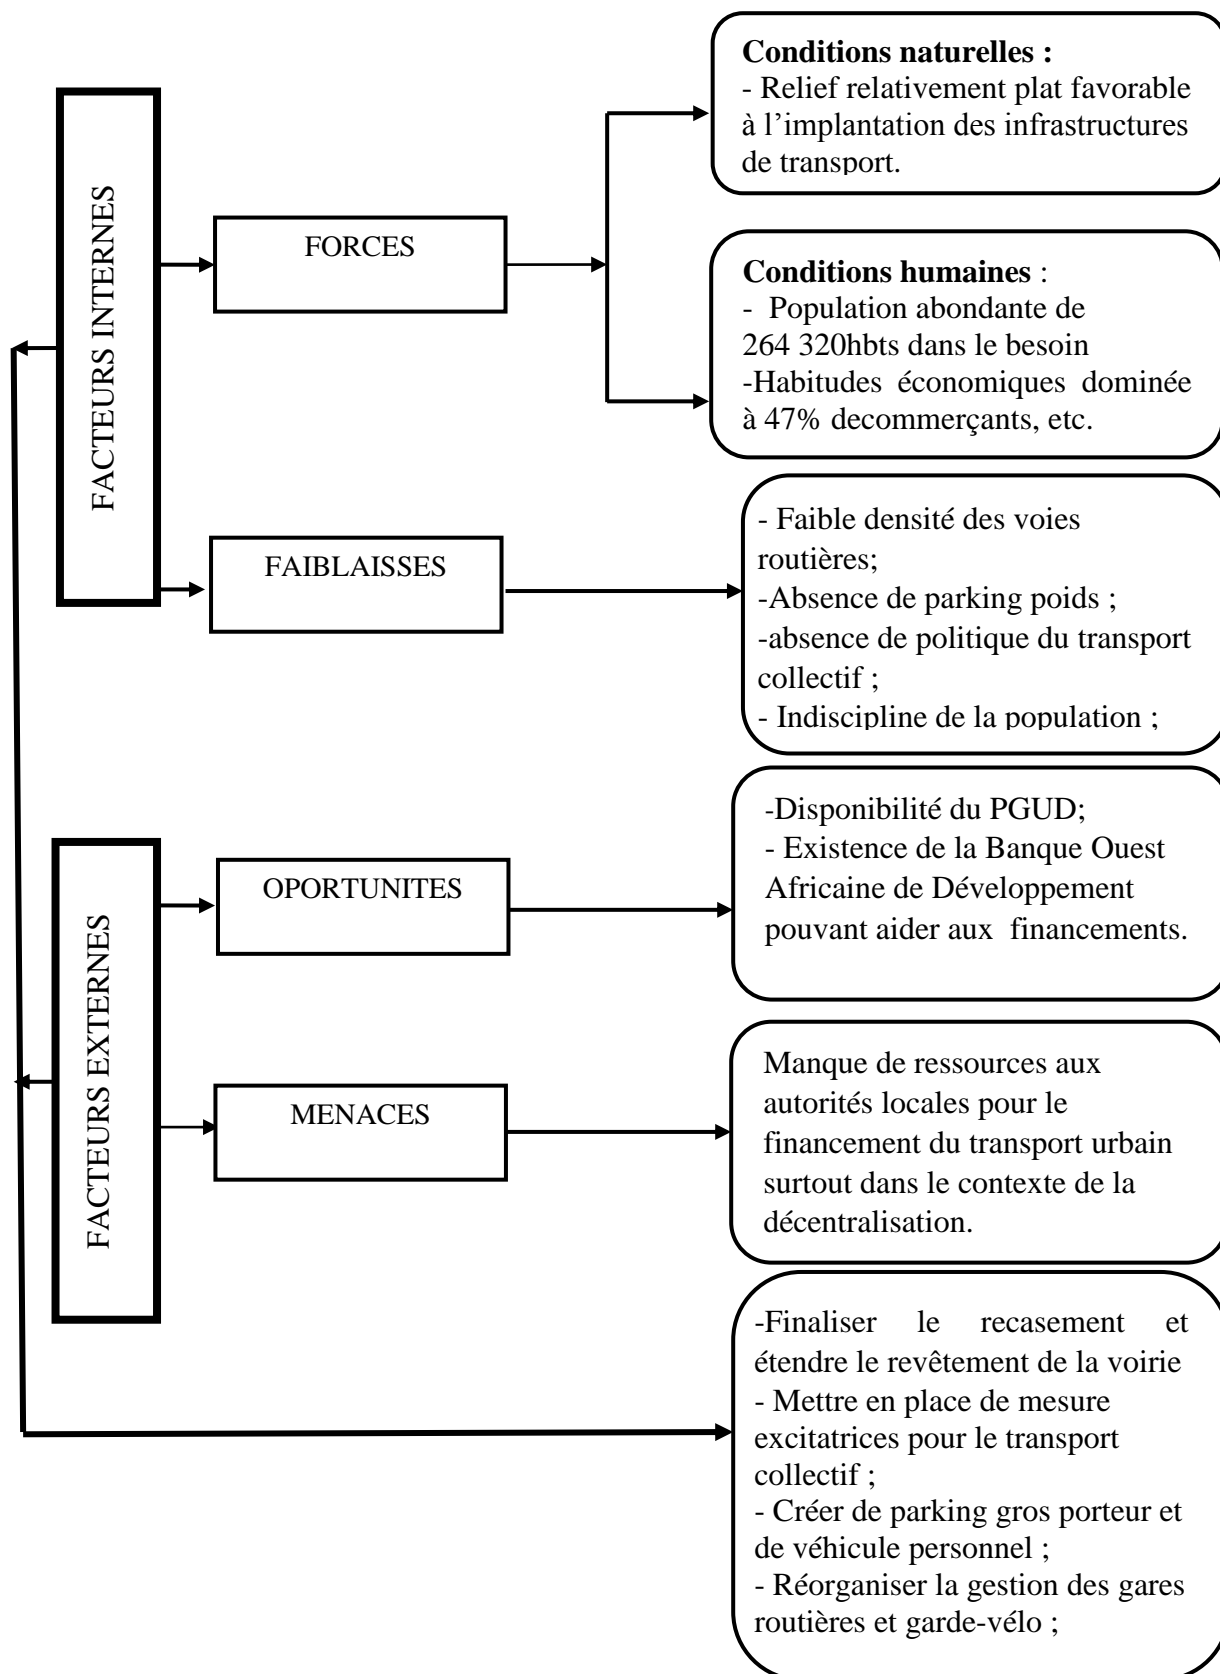 FACTEURS INTERNES
FORCES
Conditions naturelles :
- Relief relativement plat favorable
à l’implantation des infrastructures
de transport.
Conditions humaines :
- Population abondante de
264 320hbts dans le besoin
-Habitudes économiques dominée
à 47% decommerçants, etc.
FAIBLAISSES
- Faible densité des voies
routières;
-Absence de parking poids ;
-absence de politique du transport
collectif ;
- Indiscipline de la population ;
FACTEURS EXTERNES
OPORTUNITES
-Disponibilité du PGUD;
- Existence de la Banque Ouest
Africaine de Développement
pouvant aider aux financements.
MENACES
Manque de ressources aux
autorités locales pour le
financement du transport urbain
surtout dans le contexte de la
décentralisation.
-Finaliser le recasement et
étendre le revêtement de la voirie
- Mettre en place de mesure
excitatrices pour le transport
collectif ;
- Créer de parking gros porteur et
de véhicule personnel ;
- Réorganiser la gestion des gares
routières et garde-vélo ;